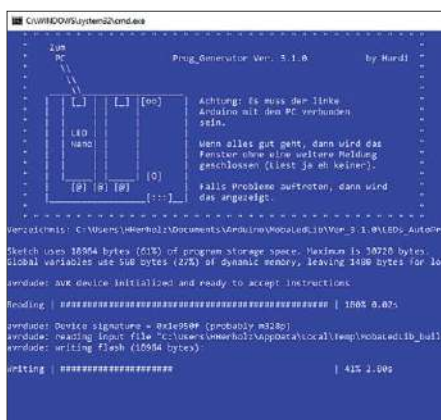 C:\WINDOWS\system32\cmd.exe
Zum
PC Prog_Generator Ver. 3.1.0 by Hardi
Achtung: Es muss der linke
Arduino mit dem PC verbunden
sein.
LED
Nano
Wenn alles gut geht, dann wird das
Fenster ohne eine weitere Meldung
geschlossen (Liest ja eh keiner).
Falls Probleme auftreten, dann wird
das angezeigt.
Verzeichnis: C:\Users\HHerholz\Documents\Arduino\MobaLedLib\Ver_3.1.0\LEDs_AutoPr
Sketch uses 18964 bytes (61%) of program storage space. Maximum is 30720 bytes.
Global variables use 560 bytes (27%) of dynamic memory, leaving 1488 bytes for lo
avrdude: AVR device initialized and ready to accept instructions
Reading | ################################################## | 100% 0.02s
avrdude: Device signature = 0x1e950f (probably m328p)
avrdude: reading input file "C:\Users\HHerholz\AppData\Local\Temp\MobaLedLib_buil
avrdude: writing flash (18964 bytes):
Writing | ##################### | 41% 2.80s